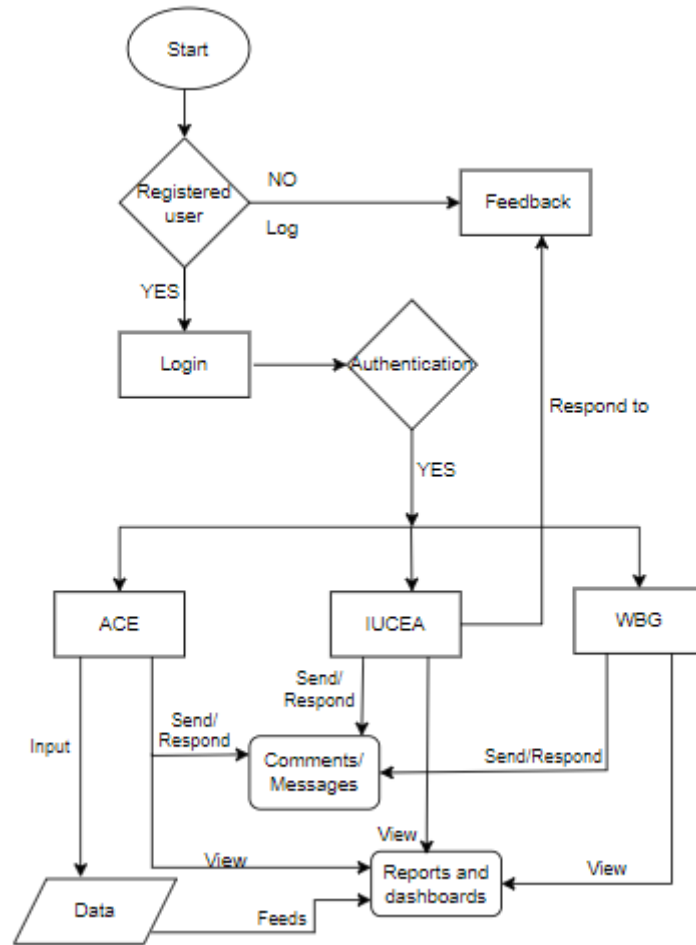 Start
Registered
user
NO
Log
Feedback
YES
Login
Authentication
Respond to
YES
ACE
IUCEA
WBG
Send/
Respond
Send/
Respond
Input
Comments/
Messages
Send/Respond
View
View
Reports and
dashboards
View
Data
Feeds